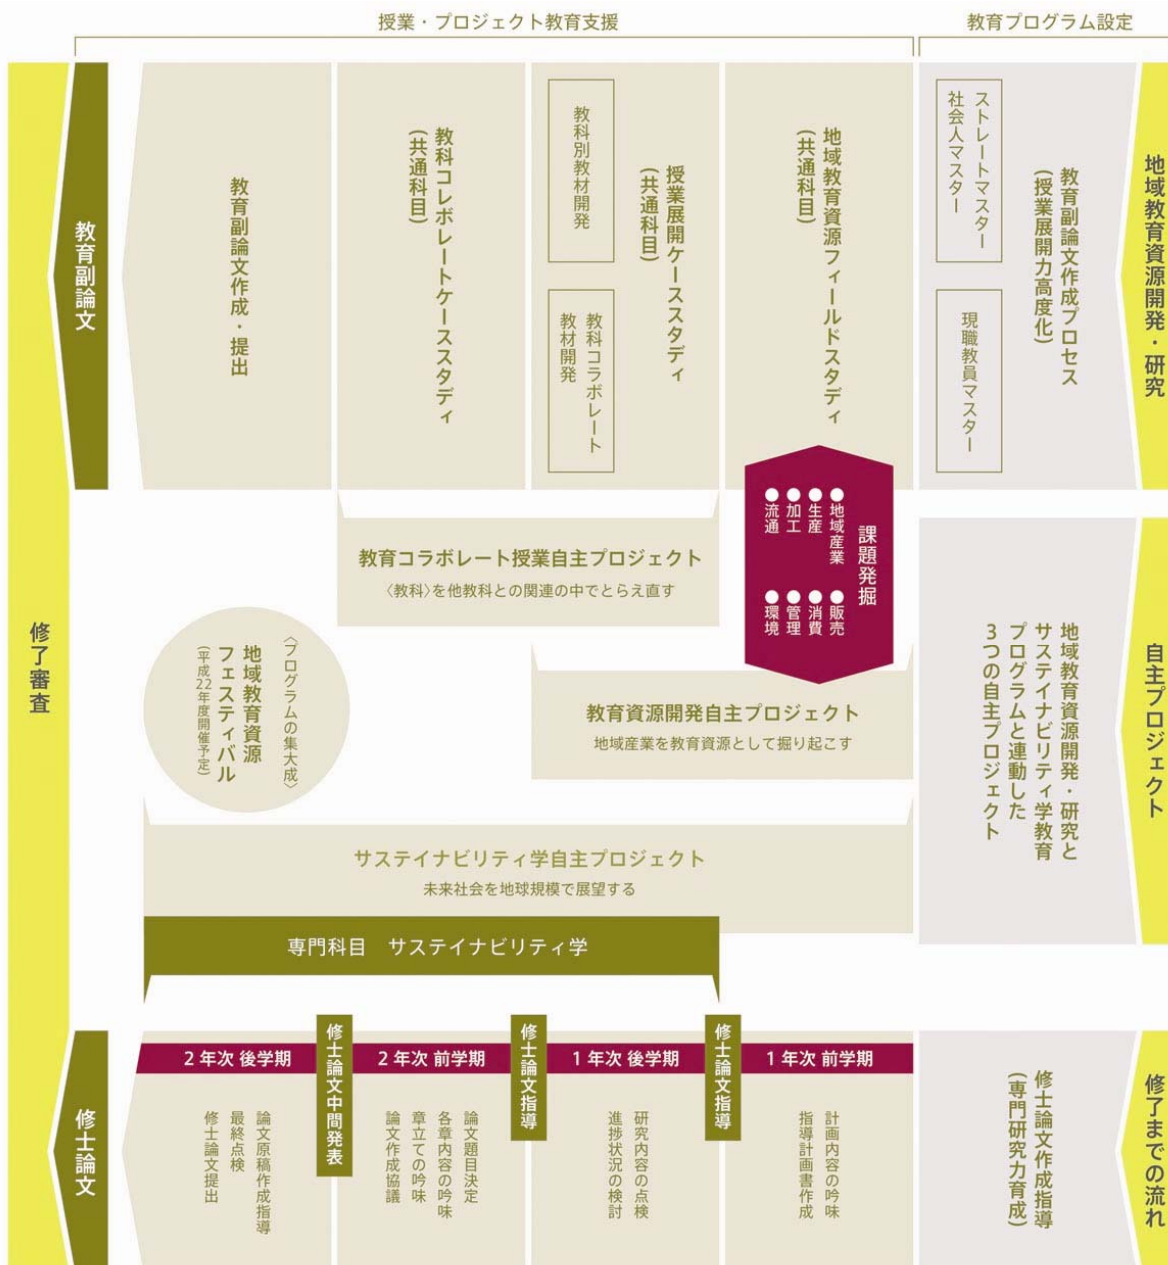 授業・プロジェクト教育支援
教育プログラム設定
地域教育資源開発・研究
教育副論文作成プロセス
(授業展開力高度化)
ストレートマスター
社会人マスター
現職教員マスター
地域教育資源フィールドスタディ
(共通科目)
授業展開ケーススタディ
(共通科目)
教科別教材開発
教科コラボレート
教材開発
教科コレボレートケーススタディ
(共通科目)
教育副論文作成・提出
教育副論文
修了審査
自主プロジェクト
地域教育資源開発・研究と
サステイナビリティ学教育
プログラムと連動した
3つの自主プロジェクト
課題発掘
●地域産業 ●販売
●生産 ●消費
●加工 ●管理
●流通 ●環境
教育コラボレート授業自主プロジェクト
〈教科〉を他教科との関連の中でとらえ直す
教育資源開発自主プロジェクト
地域産業を教育資源として掘り起こす
〈プログラムの集大成〉
地域教育資源
フェスティバル
(平成22年度開催予定)
サステイナビリティ学自主プロジェクト
未来社会を地球規模で展望する
専門科目 サステイナビリティ学
修了までの流れ
修士論文作成指導
(専門研究力育成)
1年次 前学期
計画内容の吟味
指導計画書作成
修士論文指導
1年次 後学期
研究内容の点検
進捗状況の検討
修士論文指導
2年次 前学期
論文題目決定
各章内容の吟味
章立ての吟味
論文作成協議
修士論文中間発表
2年次 後学期
論文原稿作成指導
最終点検
修士論文提出
修士論文